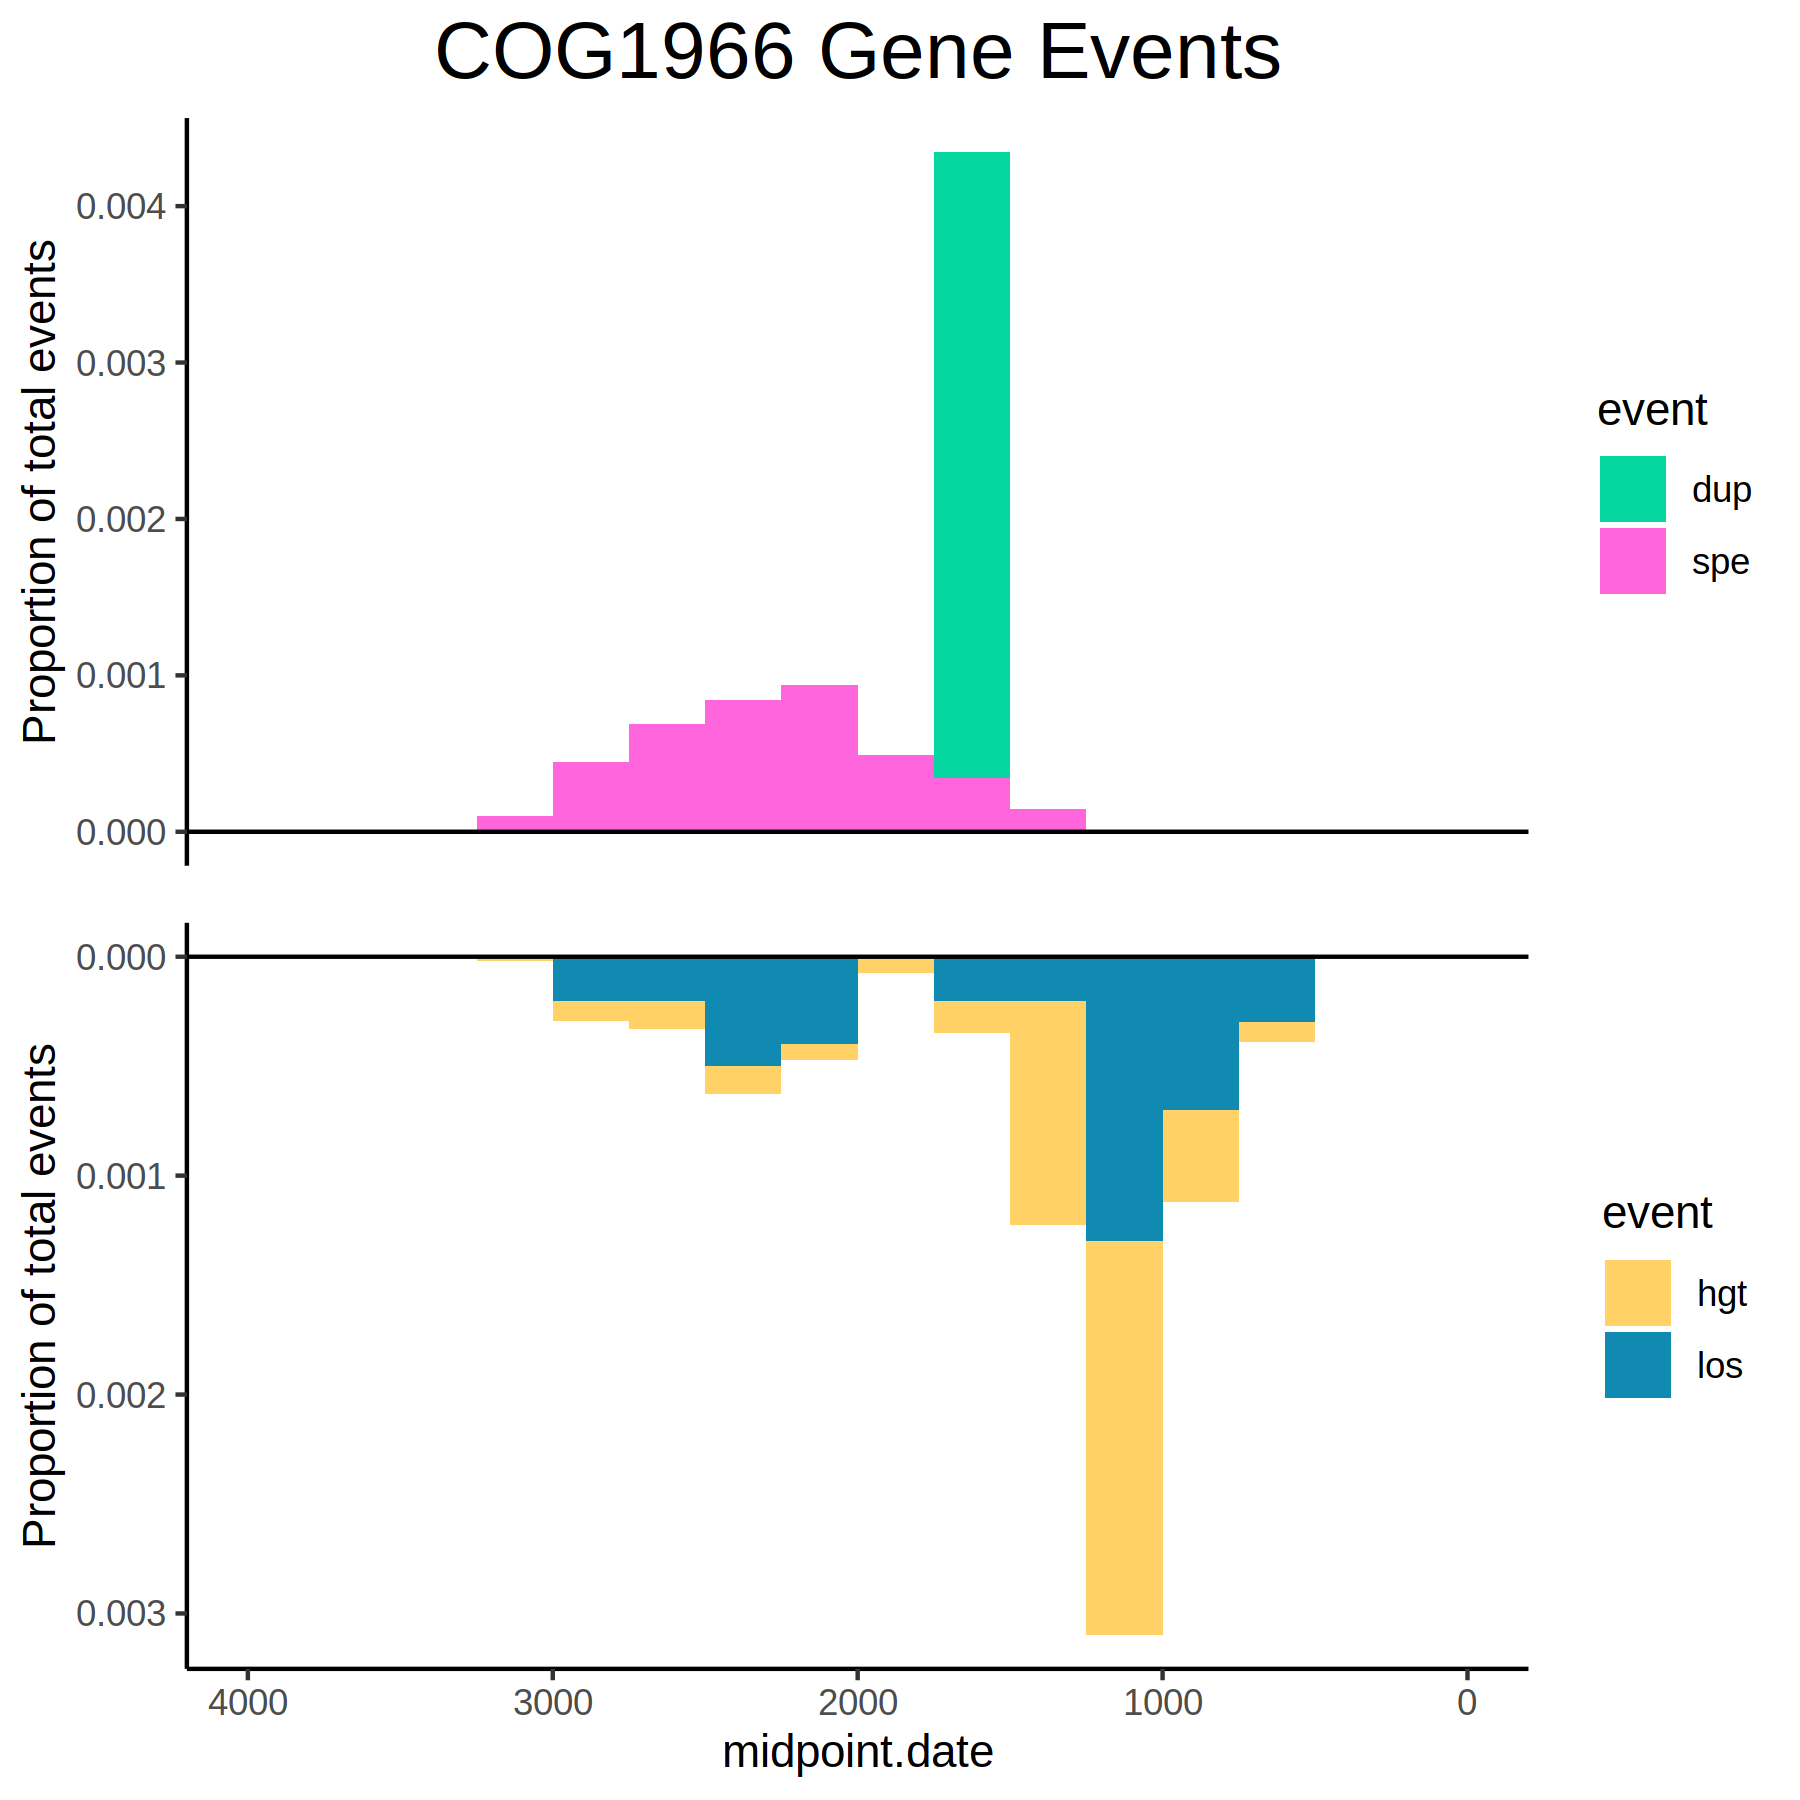 COG1966 Gene Events
Proportion of total events
0.004
0.003
0.002
0.001
0.000
event
dup
spe
Proportion of total events
0.000
0.001
0.002
0.003
event
hgt
los
4000 3000 2000 1000 0
midpoint.date